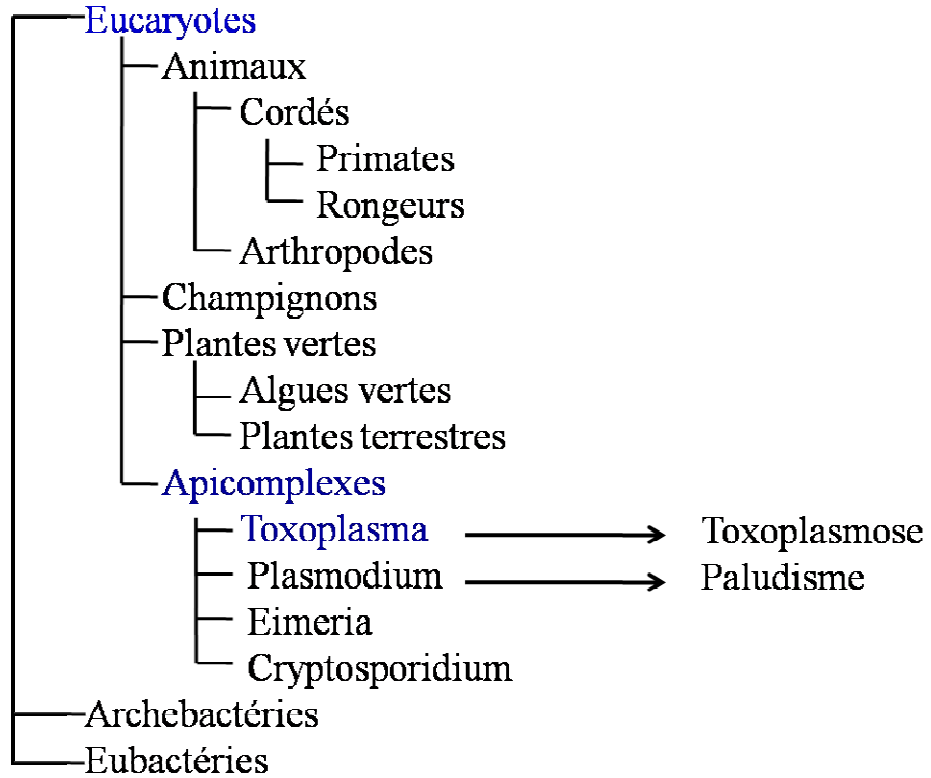 Eucaryotes
Animaux
Cordés
Primates
Rongeurs
Arthropodes
Champignons
Plantes vertes
Algues vertes
Plantes terrestres
Apicomplexes
Toxoplasma Toxoplasmose
Plasmodium Paludisme
Eimeria
Cryptosporidium
Archebactéries
Eubactéries